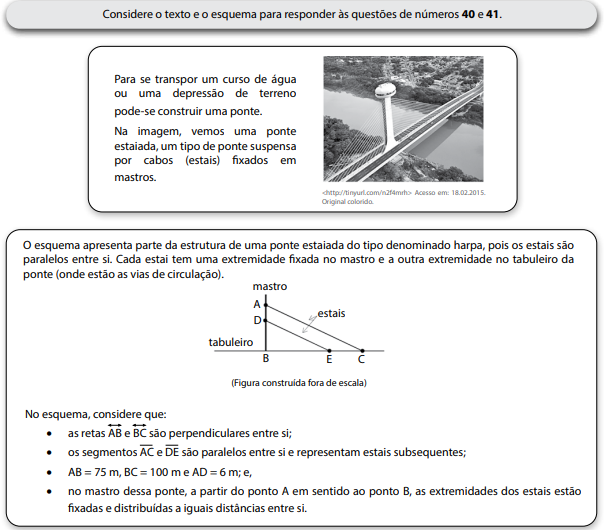 Considere o texto e o esquema para responder às questões de números 40 e 41.
Para se transpor um curso de água
ou uma depressão de terreno
pode-se construir uma ponte.
Na imagem, vemos uma ponte
estaiada, um tipo de ponte suspensa
por cabos (estais) fixados em
mastros.
<http://tinyurl.com/n2f4mrh> Acesso em: 18.02.2015.
Original colorido.
O esquema apresenta parte da estrutura de uma ponte estaiada do tipo denominado harpa, pois os estais são
paralelos entre si. Cada estai tem uma extremidade fixada no mastro e a outra extremidade no tabuleiro da
ponte (onde estão as vias de circulação).
mastro
A
estais
D
tabuleiro
B E C
(Figura construída fora de escala)
No esquema, considere que:
• as retas AB e BC são perpendiculares entre si;
• os segmentos AC e DE são paralelos entre si e representam estais subsequentes;
• AB = 75 m, BC = 100 m e AD = 6 m; e,
• no mastro dessa ponte, a partir do ponto A em sentido ao ponto B, as extremidades dos estais estão
fixadas e distribuídas a iguais distâncias entre si.